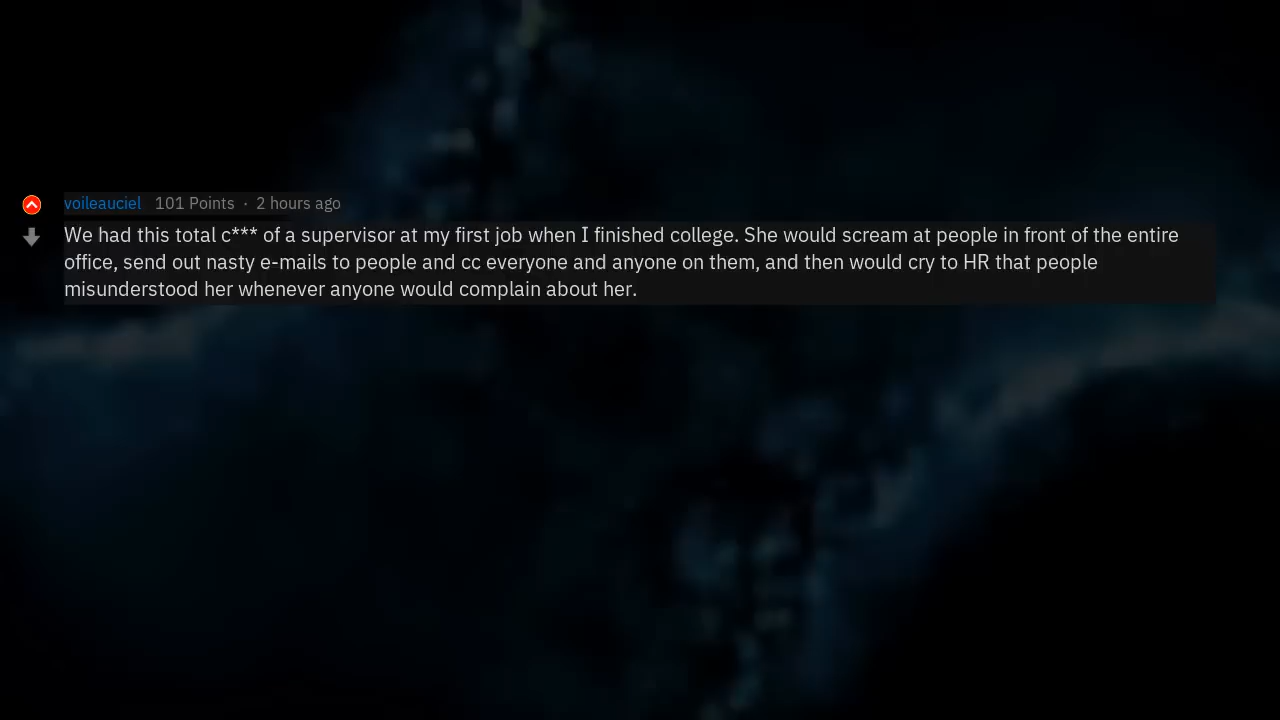 voileauciel 101 Points · 2 hours ago
We had this total c*** of a supervisor at my first job when I finished college. She would scream at people in front of the entire
office, send out nasty e-mails to people and cc everyone and anyone on them, and then would cry to HR that people
misunderstood her whenever anyone would complain about her.